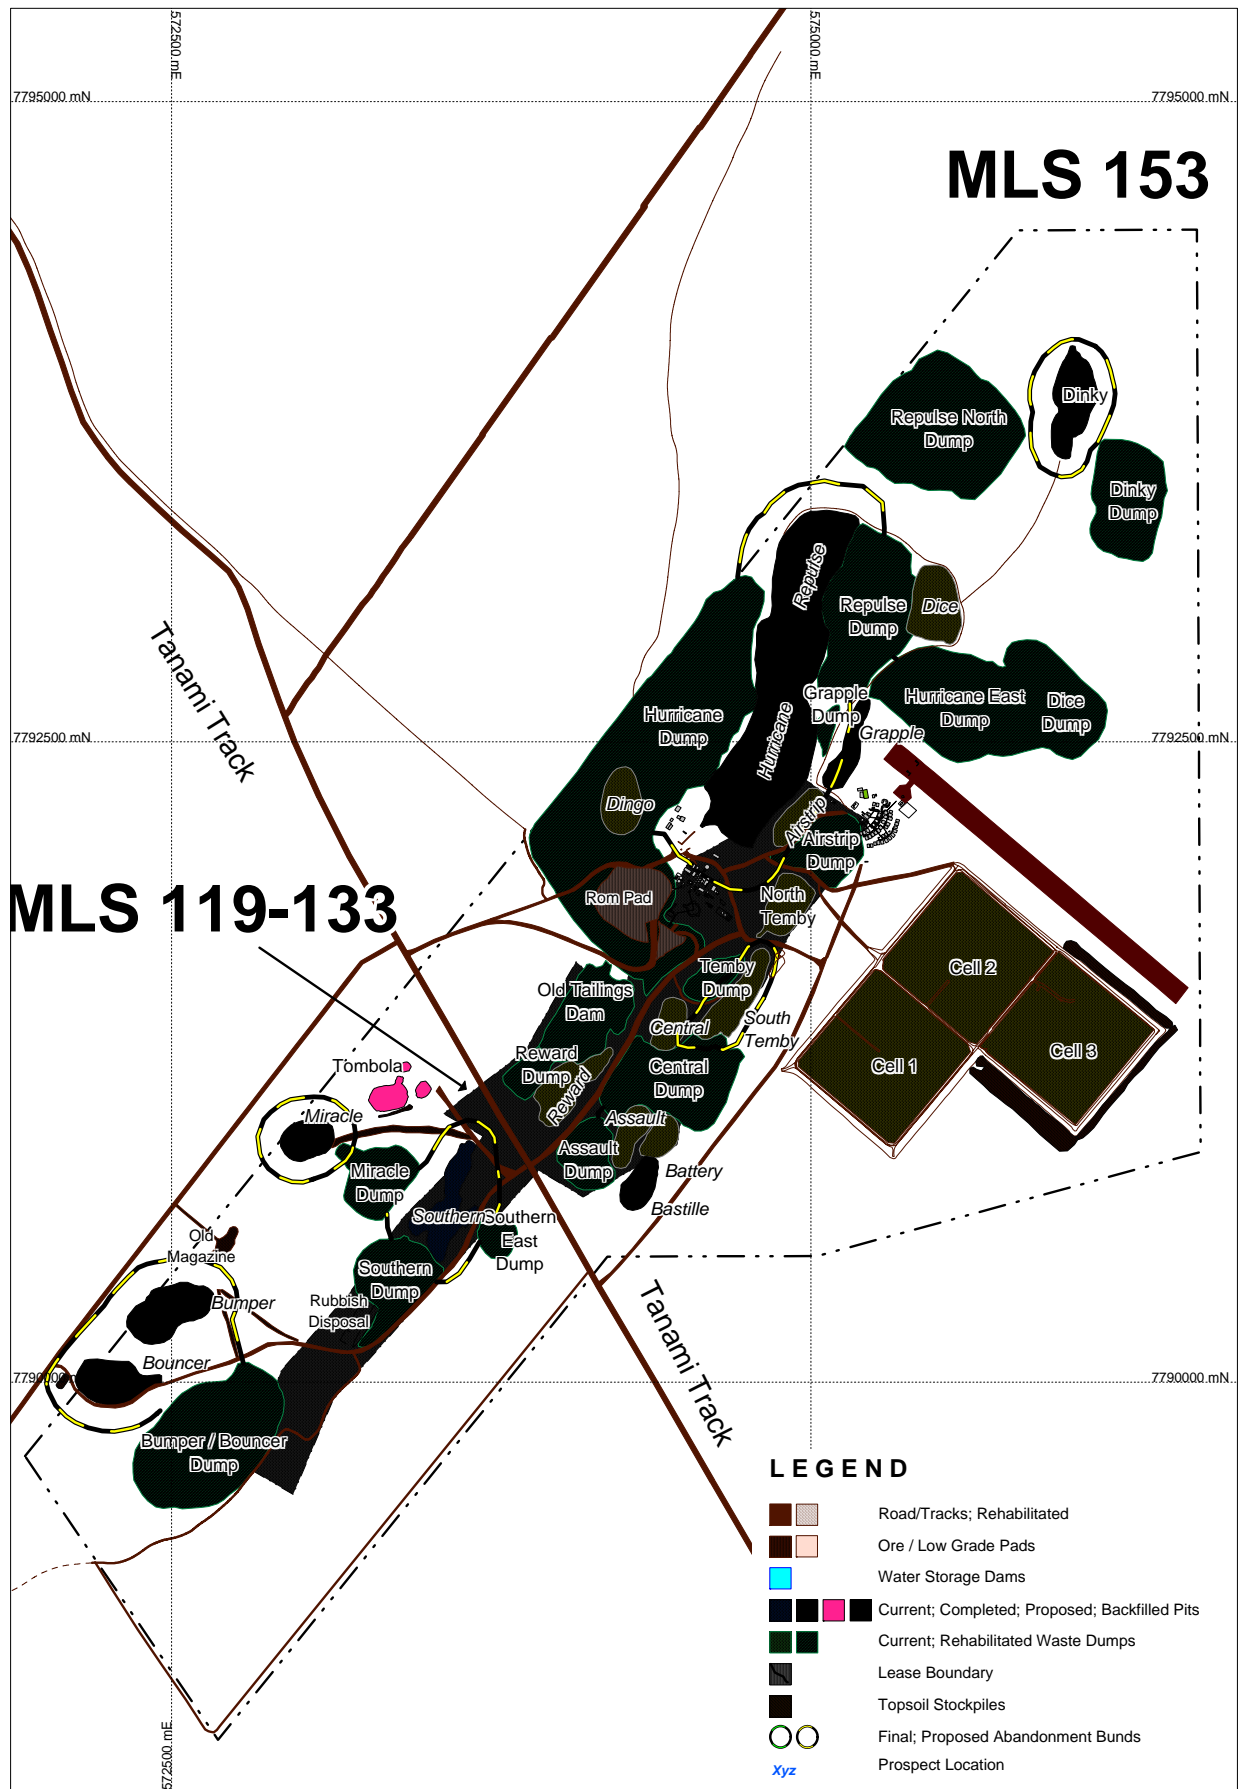 572500 mE
575000 mE
7795000 mN
7795000 mN
MLS 153
Dinky
Repulse North
Dump
Dinky
Dump
Repulse
Repulse
Dump
Dice
Tanami Track
Grapple
Dump
Hurricane East
Dump
Dice
Dump
Hurricane
Dump
Hurricane
Grapple
7792500 mN
7792500 mN
Dingo
Airstrip
Airstrip
Dump
MLS 119-133
Rom Pad
North
Temby
Temby
Dump
Cell 2
Old Tailings
Dam
Central
South
Temby
Reward
Dump
Reward
Central
Dump
Cell 1
Cell 3
Tombola
Miracle
Assault
Assault
Dump
Battery
Miracle
Dump
Bastille
Southern
Southern
East
Dump
Old
Magazine
Southern
Dump
Bumper
Rubbish
Disposal
Tanami Track
Bouncer
7790000 mN
7790000 mN
Bumper / Bouncer
Dump
LEGEND
Road/Tracks; Rehabilitated
Ore / Low Grade Pads
Water Storage Dams
Current; Completed; Proposed; Backfilled Pits
Current; Rehabilitated Waste Dumps
Lease Boundary
Topsoil Stockpiles
Final; Proposed Abandonment Bunds
Xyz Prospect Location
572500 mE